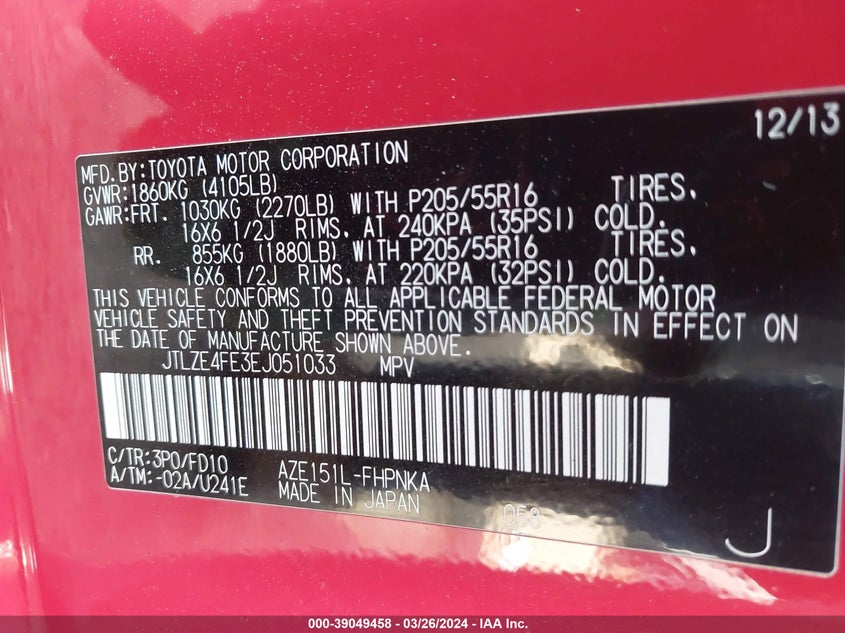 12/13
MFD.BY:TOYOTA MOTOR CORPORATION
GVWR:1860KG (4105LB)
GAWR:FRT. 1030KG (2270LB) WITH P205/55R16 TIRES.
16X6 1/2J RIMS. AT 240KPA (35PSI) COLD.
RR. 855KG (1880LB) WITH P205/55R16 TIRES.
16X6 1/2J RIMS. AT 220KPA (32PSI) COLD.
THIS VEHICLE CONFORMS TO ALL APPLICABLE FEDERAL MOTOR
VEHICLE SAFETY AND THEFT PREVENTION STANDARDS IN EFFECT ON
THE DATE OF MANUFACTURE SHOWN ABOVE.
JTLZE4FE3EJ051033 MPV
C/TR:3P0/FD10 AZE151L-FHPNKA
A/TM:-02A/U241E MADE IN JAPAN 058
J
000-39049458 - 03/26/2024 - IAA Inc.